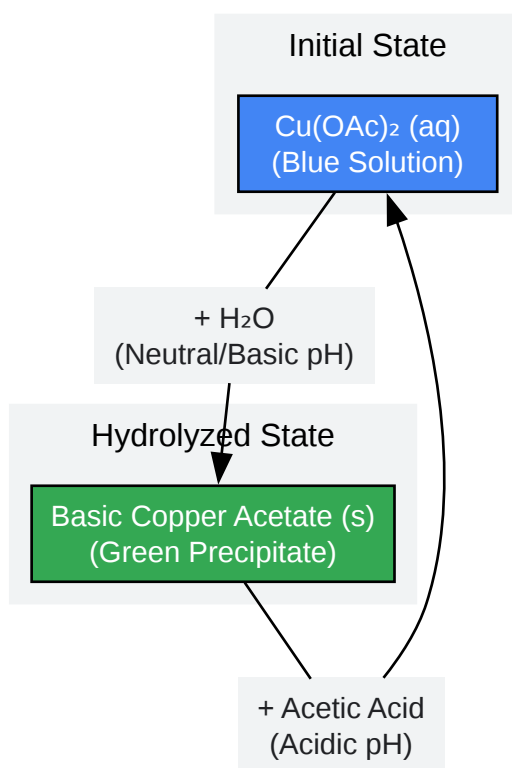 Initial State
Cu(OAc)₂ (aq)
(Blue Solution)
+ H₂O
(Neutral/Basic pH)
Hydrolyzed State
Basic Copper Acetate (s)
(Green Precipitate)
+ Acetic Acid
(Acidic pH)